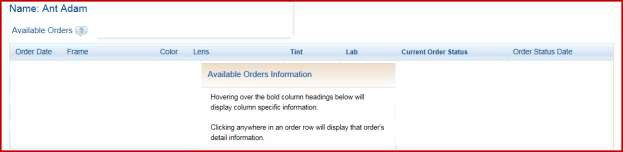 Name: Ant Adam
Available Orders ?
Order Date Frame Color Lens Tint Lab Current Order Status Order Status Date
Available Orders Information
Hovering over the bold column headings below will
display column specific information.
Clicking anywhere in an order row will display that order's
detail information.